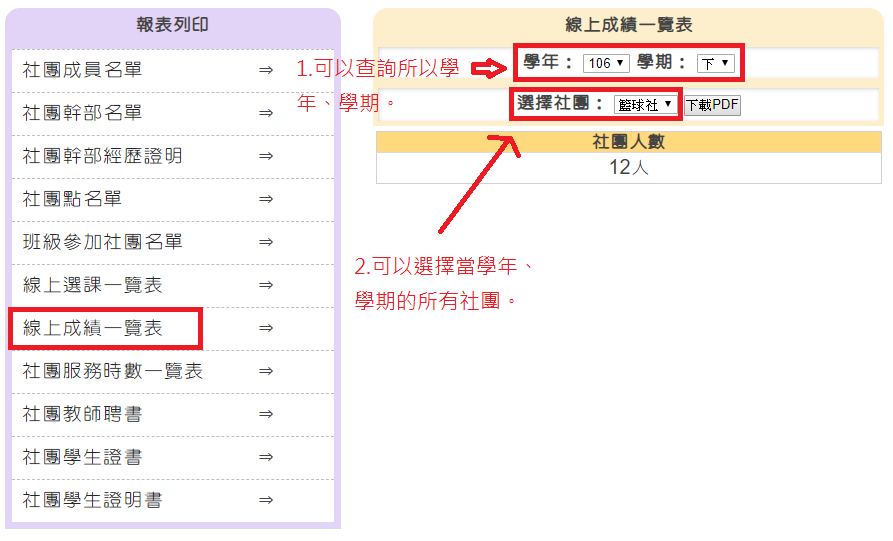 報表列印
社團成員名單 ⇒
社團幹部名單 ⇒
社團幹部經歷證明 ⇒
社團點名單 ⇒
班級參加社團名單 ⇒
線上選課一覽表 ⇒
線上成績一覽表 ⇒
社團服務時數一覽表 ⇒
社團教師聘書 ⇒
社團學生證書 ⇒
社團學生證明書 ⇒
線上成績一覽表
學年： 106 學期： 下
選擇社團： 籃球社 下載PDF
社團人數
12人
1.可以查詢所以學
年、學期。
2.可以選擇當學年、
學期的所有社團。